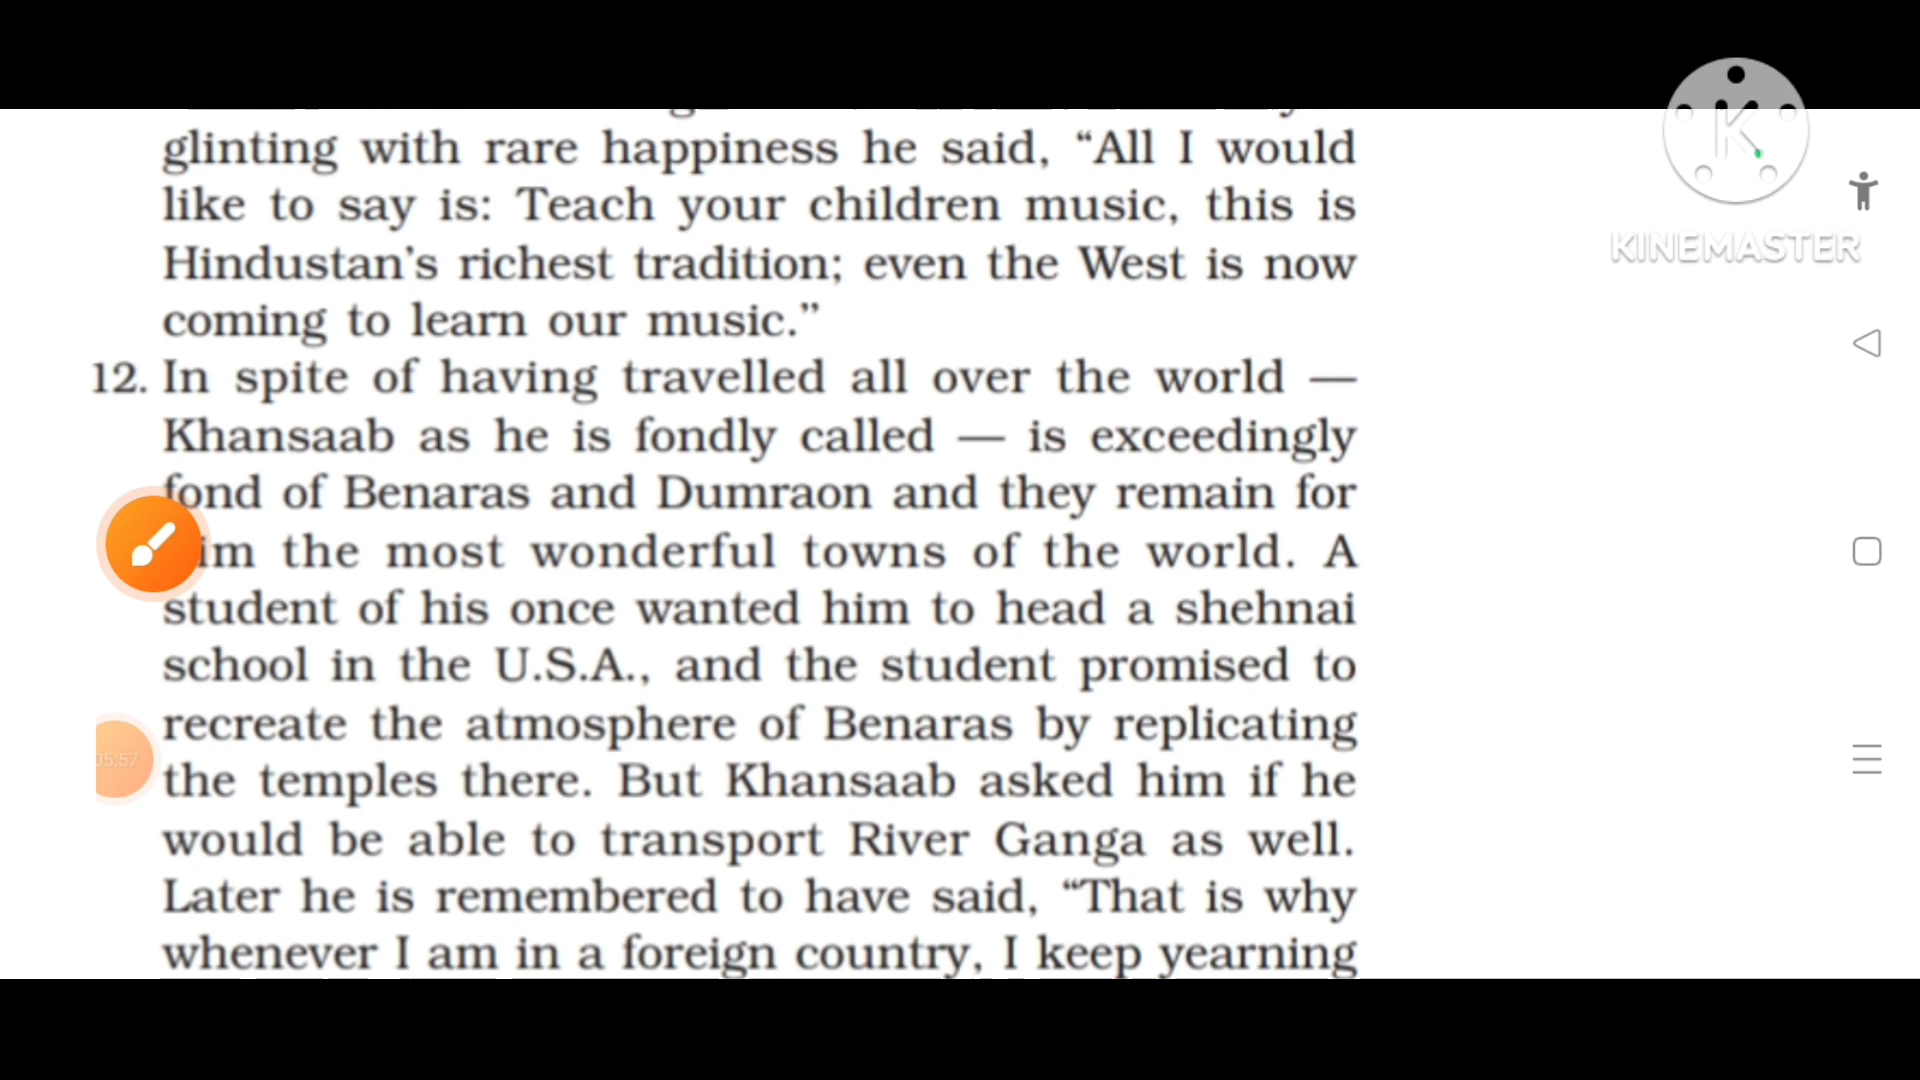 glinting with rare happiness he said, “All I would
like to say is: Teach your children music, this is
Hindustan’s richest tradition; even the West is now
coming to learn our music.”
12. In spite of having travelled all over the world —
Khansaab as he is fondly called — is exceedingly
fond of Benaras and Dumraon and they remain for
im the most wonderful towns of the world. A
student of his once wanted him to head a shehnai
school in the U.S.A., and the student promised to
recreate the atmosphere of Benaras by replicating
the temples there. But Khansaab asked him if he
would be able to transport River Ganga as well.
Later he is remembered to have said, “That is why
whenever I am in a foreign country, I keep yearning
05:57
K
KINEMASTER